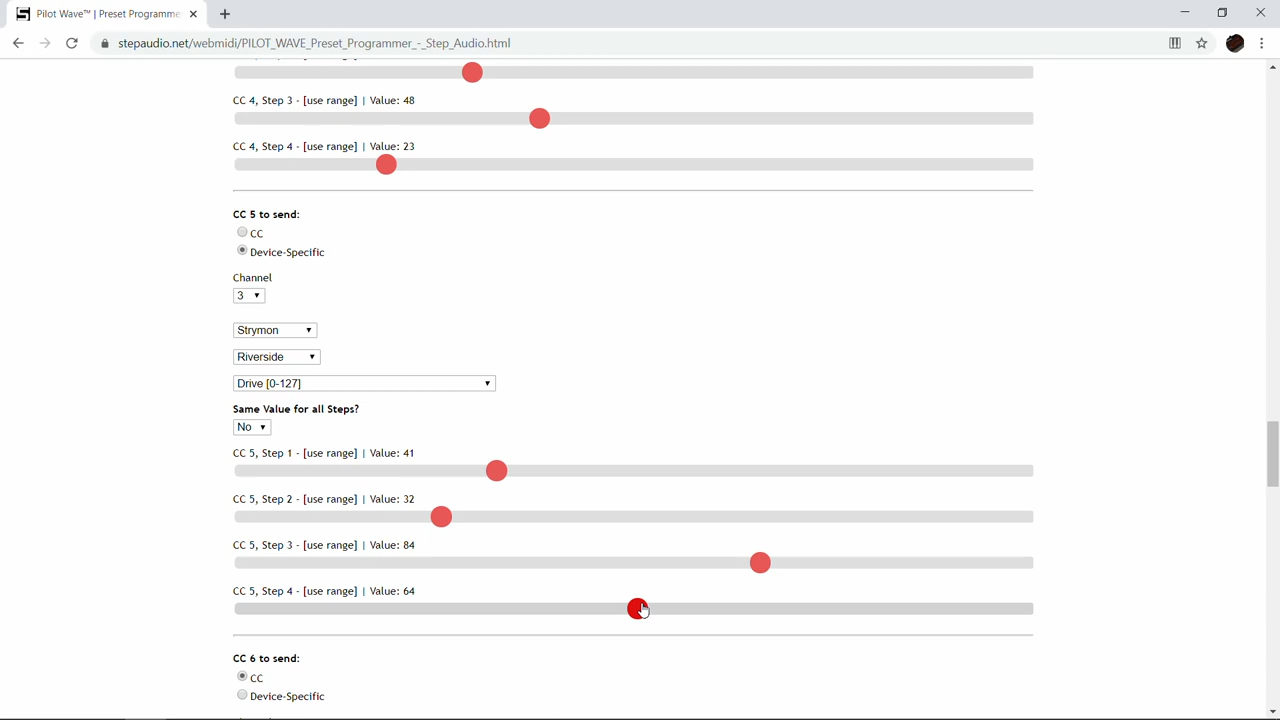 Pilot Wave™ | Preset Programme
stepaudio.net/webmidi/PILOT_WAVE_Preset_Programmer_-_Step_Audio.html
CC 4, Step 3 - [use range] | Value: 48
CC 4, Step 4 - [use range] | Value: 23
CC 5 to send:
CC
Device-Specific
Channel
3
Strymon
Riverside
Drive [0-127]
Same Value for all Steps?
No
CC 5, Step 1 - [use range] | Value: 41
CC 5, Step 2 - [use range] | Value: 32
CC 5, Step 3 - [use range] | Value: 84
CC 5, Step 4 - [use range] | Value: 64
CC 6 to send:
CC
Device-Specific